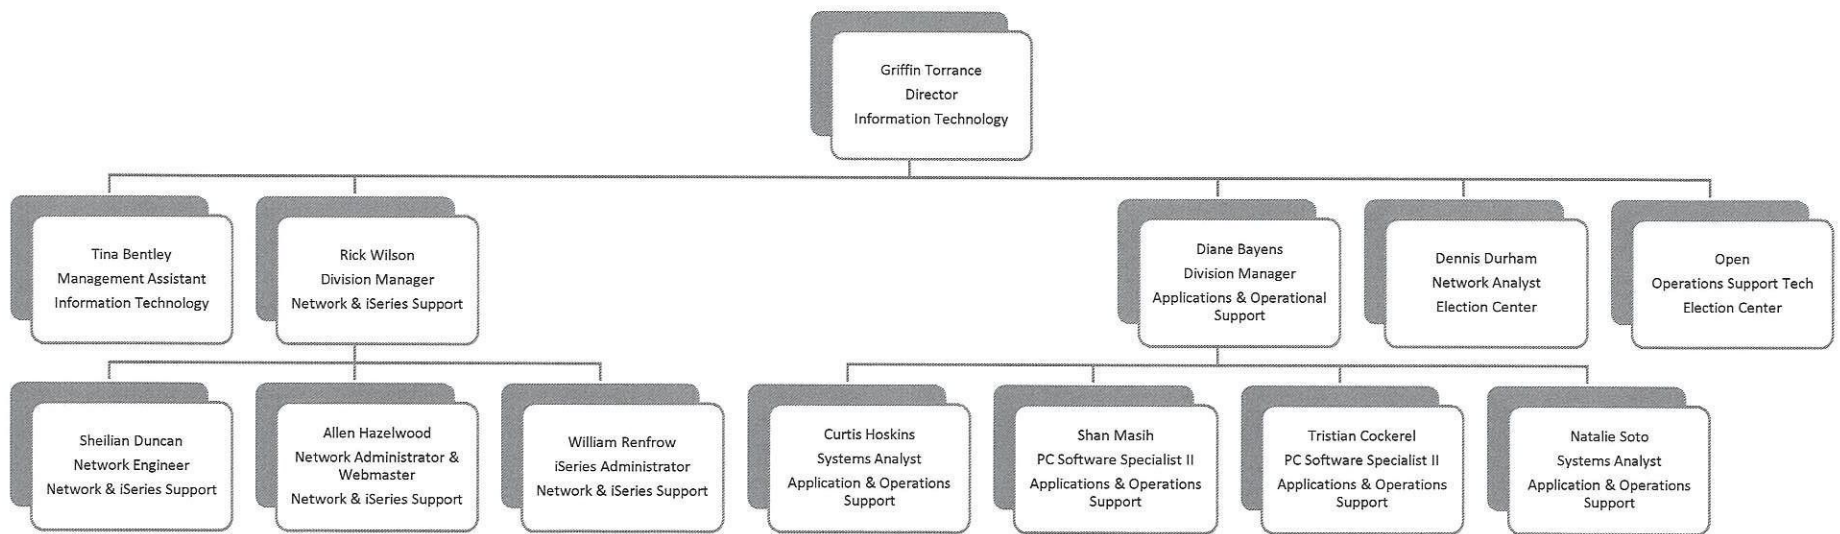 Griffin Torrance
Director
Information Technology
Tina Bentley
Management Assistant
Information Technology
Rick Wilson
Division Manager
Network & iSeries Support
Diane Bayens
Division Manager
Applications & Operational
Support
Dennis Durham
Network Analyst
Election Center
Open
Operations Support Tech
Election Center
Sheilian Duncan
Network Engineer
Network & iSeries Support
Allen Hazelwood
Network Administrator &
Webmaster
Network & iSeries Support
William Renfrow
iSeries Administrator
Network & iSeries Support
Curtis Hoskins
Systems Analyst
Application & Operations
Support
Shan Masih
PC Software Specialist II
Applications & Operations
Support
Tristian Cockerel
PC Software Specialist II
Applications & Operations
Support
Natalie Soto
Systems Analyst
Application & Operations
Support